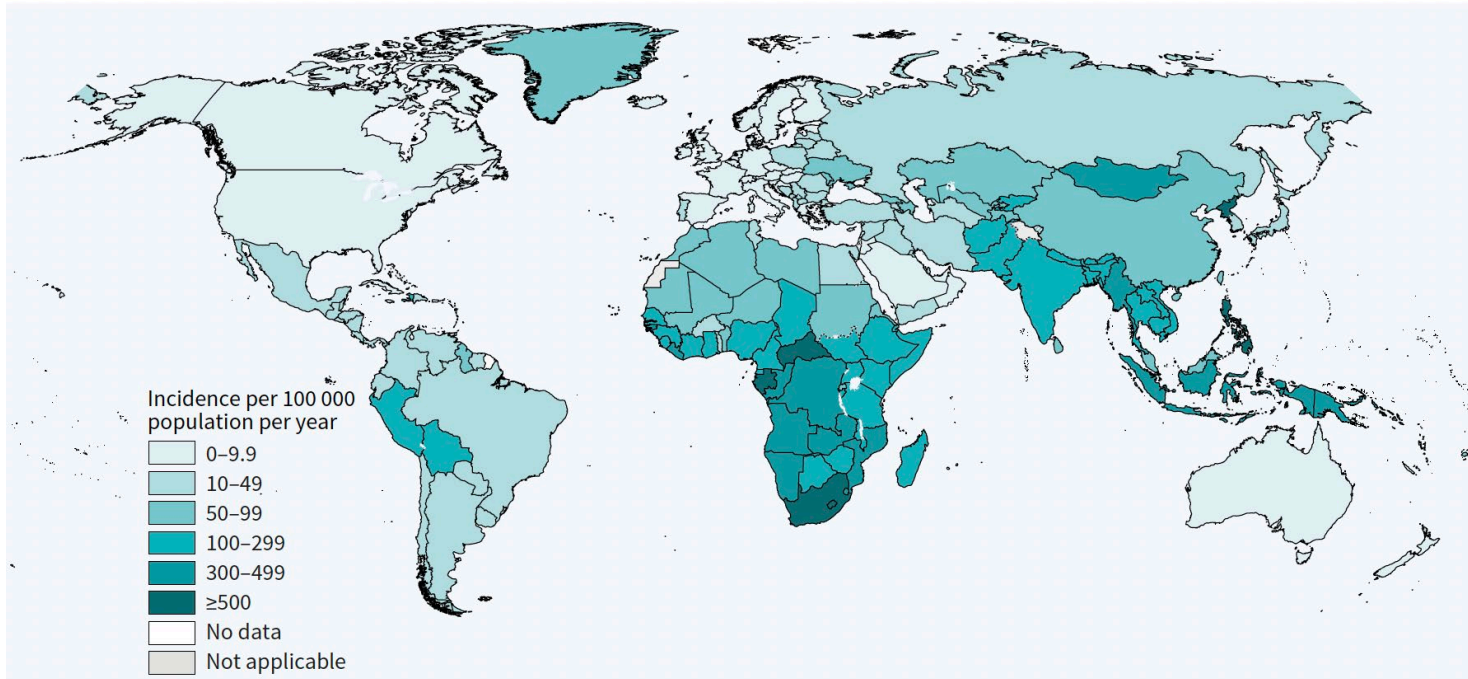 Incidence per 100 000
population per year
0–9.9
10–49
50–99
100–299
300–499
≥500
No data
Not applicable